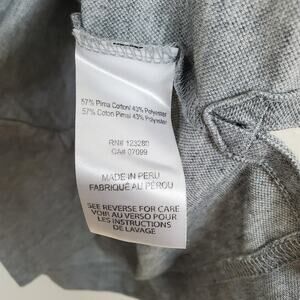 57% Pima Cotton/ 43% Polyester
57% Coton Pima/ 43% Polyester
RN# 123280
CA# 07099
MADE IN PERU
FABRIQUÉ AU PÉROU
SEE REVERSE FOR CARE
VOIR AU VERSO POUR
LES INSTRUCTIONS
DE LAVAGE